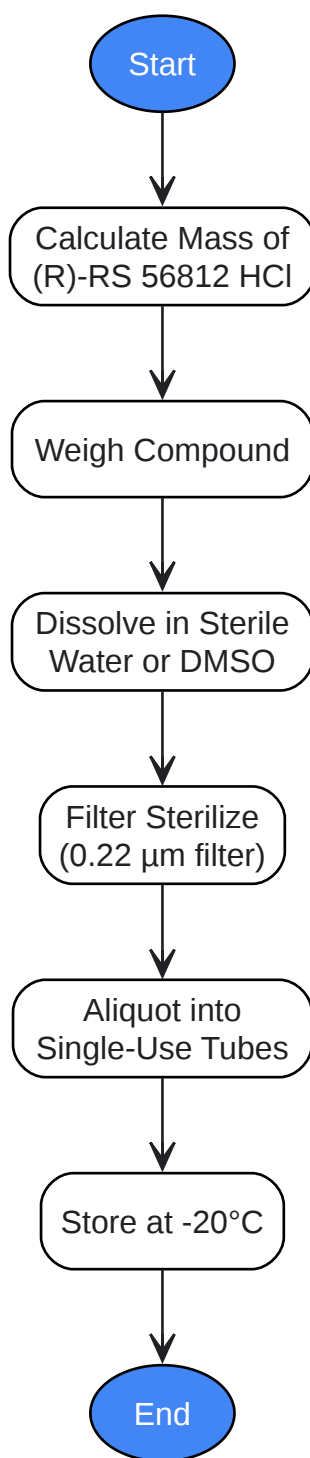 Start
Calculate Mass of
(R)-RS 56812 HCl
Weigh Compound
Dissolve in Sterile
Water or DMSO
Filter Sterilize
(0.22 µm filter)
Aliquot into
Single-Use Tubes
Store at -20°C
End